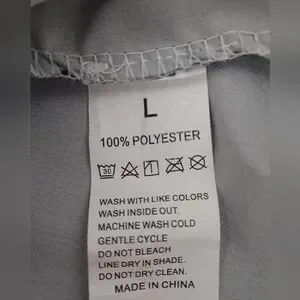 L
100% POLYESTER
30
WASH WITH LIKE COLORS
WASH INSIDE OUT.
MACHINE WASH COLD
GENTLE CYCLE
DO NOT BLEACH
LINE DRY IN SHADE.
DO NOT DRY CLEAN.
MADE IN CHINA